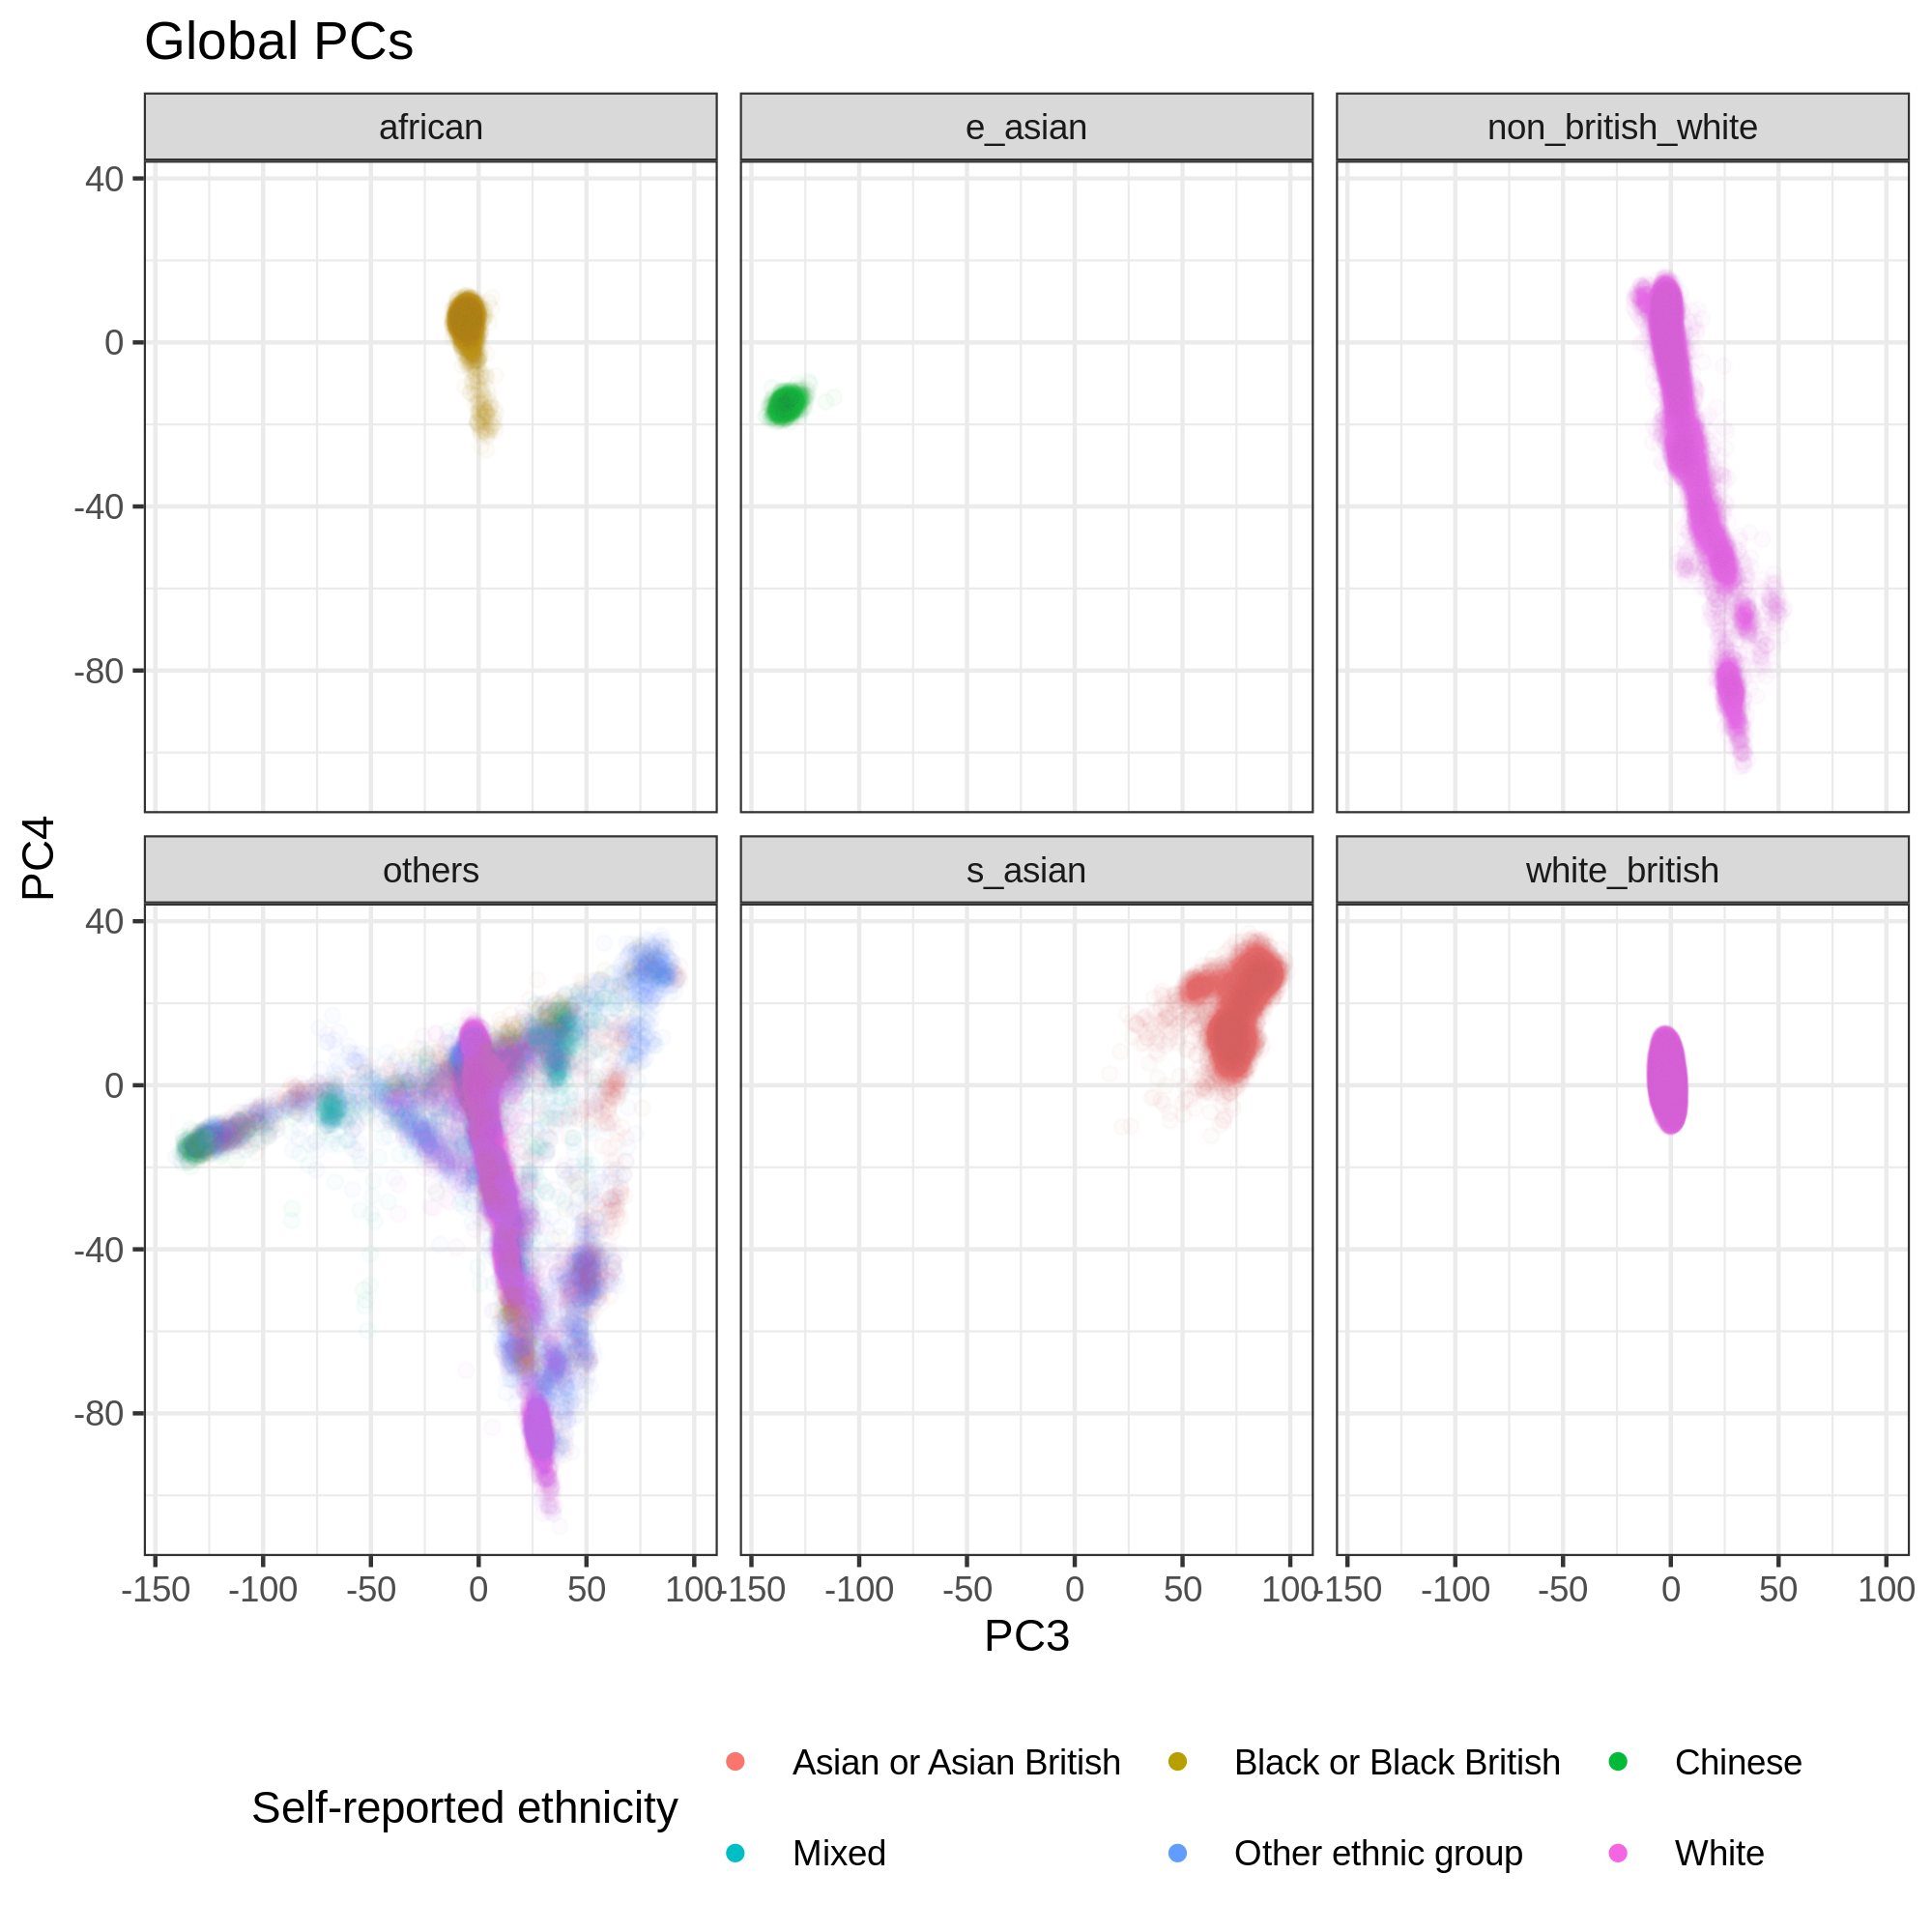 Global PCs
african e_asian non_british_white
40
0
-40
-80
PC4
others s_asian white_british
40
0
-40
-80
-150 -100 -50 0 50 100 -150 -100 -50 0 50 100 -150 -100 -50 0 50 100
PC3
Self-reported ethnicity
Asian or Asian British Black or Black British Chinese
Mixed Other ethnic group White